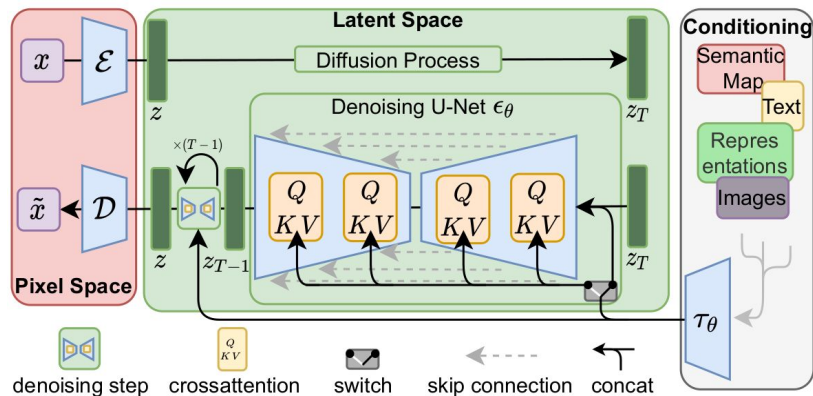 Latent Space
Conditioning
x
ℰ
Diffusion Process
Semantic
Map
z
z_T
Text
Denoising U-Net ϵ_θ
Repres
entations
×(T−1)
Images
x̃
𝒟
Q
KV
Q
KV
Q
KV
Q
KV
z
z_{T−1}
z_T
Pixel Space
τ_θ
Q
KV
denoising step
crossattention
switch
skip connection
concat